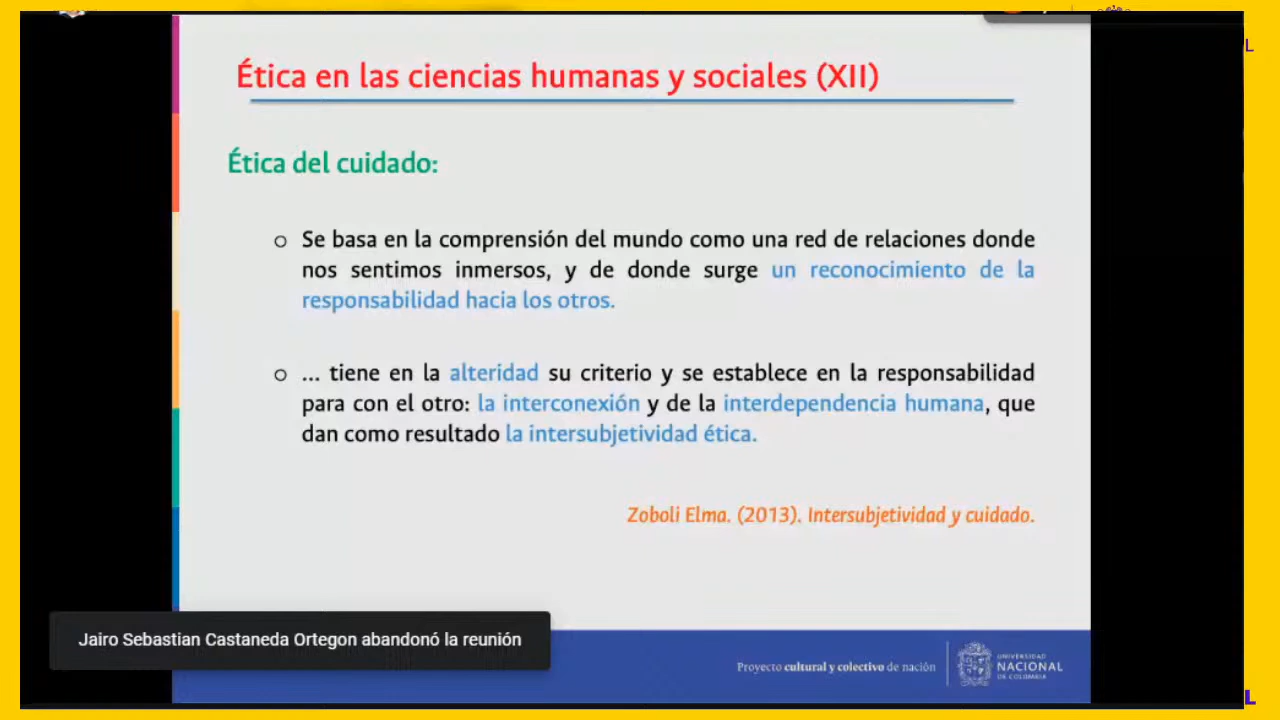 Ética en las ciencias humanas y sociales (XII)
Ética del cuidado:
o Se basa en la comprensión del mundo como una red de relaciones donde
nos sentimos inmersos, y de donde surge un reconocimiento de la
responsabilidad hacia los otros.
o ... tiene en la alteridad su criterio y se establece en la responsabilidad
para con el otro: la interconexión y de la interdependencia humana, que
dan como resultado la intersubjetividad ética.
Zoboli Elma. (2013). Intersubjetividad y cuidado.
Jairo Sebastian Castaneda Ortegon abandonó la reunión
Proyecto cultural y colectivo de nación
UNIVERSIDAD
NACIONAL
DE COLOMBIA
L
L